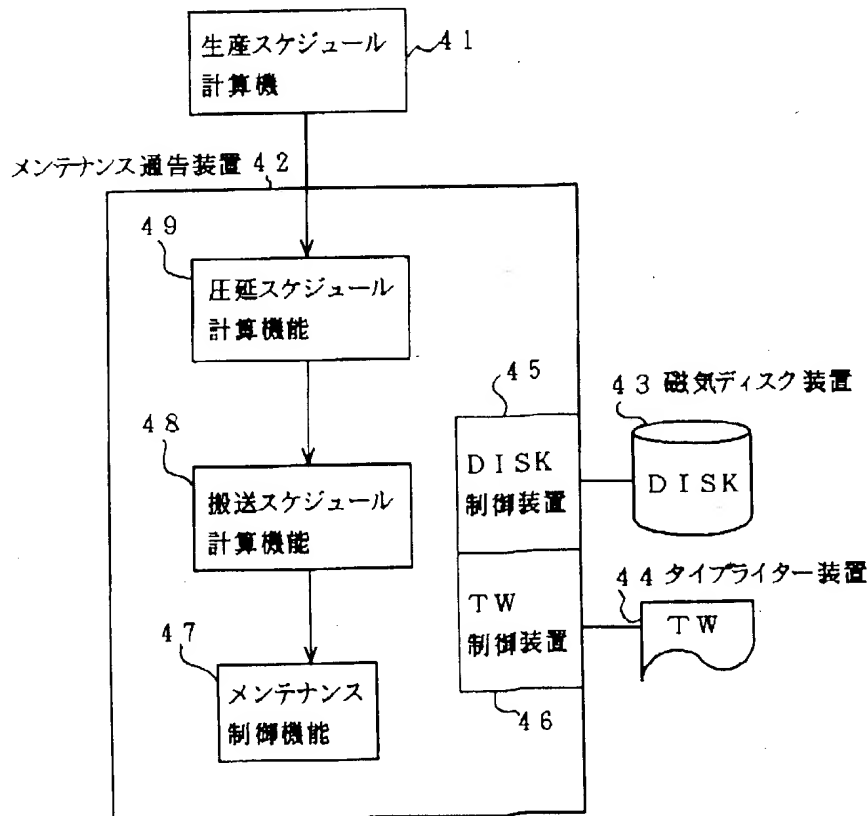 生産スケジュール
計算機
41
メンテナンス通告装置 42
49
圧延スケジュール
計算機能
48
搬送スケジュール
計算機能
47
メンテナンス
制御機能
45
DISK
制御装置
TW
制御装置
46
43 磁気ディスク装置
DISK
44 タイプライター装置
TW